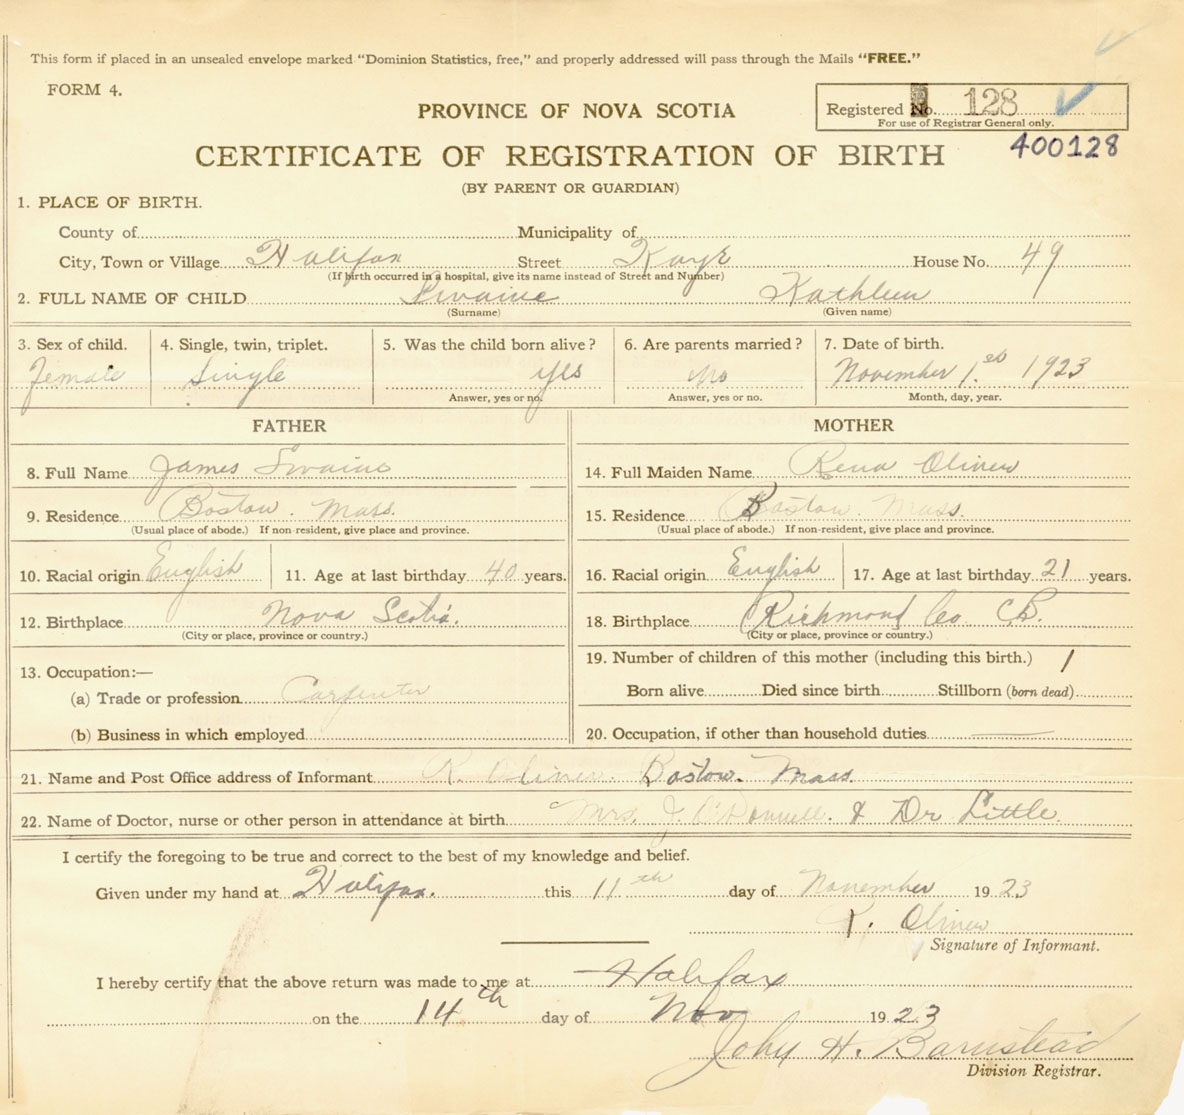 This form if placed in an unsealed envelope marked "Dominion Statistics, free," and properly addressed will pass through the Mails "FREE."
FORM 4.
Registered No. 128
For use of Registrar General only.
PROVINCE OF NOVA SCOTIA
400128
CERTIFICATE OF REGISTRATION OF BIRTH
(BY PARENT OR GUARDIAN)
1. PLACE OF BIRTH.
County of Municipality of
City, Town or Village Halifax Street Kaye House No. 49
(If birth occurred in a hospital, give its name instead of Street and Number)
2. FULL NAME OF CHILD Swaine Kathleen
(Surname) (Given name)
3. Sex of child. 4. Single, twin, triplet. 5. Was the child born alive? 6. Are parents married? 7. Date of birth.
Female Single yes November 1.st 1923
Answer, yes or no. Answer, yes or no. Month, day, year.
FATHER MOTHER
8. Full Name James Swaine 14. Full Maiden Name Rena
9. Residence Boston. Mass. 15. Residence Boston. Mass.
(Usual place of abode.) If non-resident, give place and province. (Usual place of abode.) If non-resident, give place and province.
10. Racial origin English 11. Age at last birthday 40 years. 16. Racial origin English 17. Age at last birthday 21 years.
12. Birthplace Nova Scotia. 18. Birthplace Richmond Co. C.B.
(City or place, province or country.) (City or place, province or country.)
13. Occupation:— 19. Number of children of this mother (including this birth.) 1
(a) Trade or profession Carpenter Born alive Died since birth Stillborn (born dead)
(b) Business in which employed 20. Occupation, if other than household duties
21. Name and Post Office address of Informant R. Boston. Mass.
22. Name of Doctor, nurse or other person in attendance at birth Mrs. J. O'Donnell. & Dr Little.
I certify the foregoing to be true and correct to the best of my knowledge and belief.
Given under my hand at Halifax. this 11th day of November 1923
R.
Signature of Informant.
I hereby certify that the above return was made to me at Halifax
on the 14th day of Nov 1923
John H. Barnstead
Division Registrar.